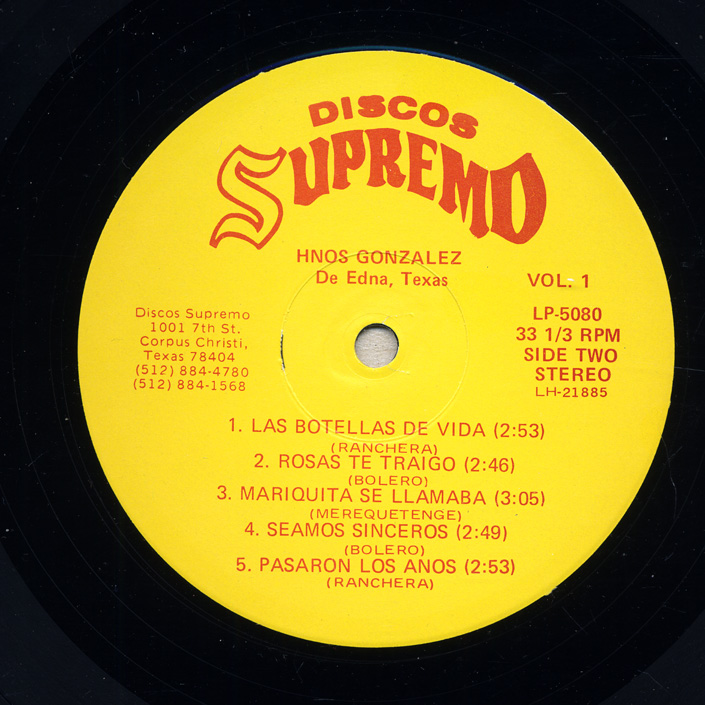 DISCOS
SUPREMO
HNOS GONZALEZ
De Edna, Texas
VOL. 1
Discos Supremo
1001 7th St.
Corpus Christi,
Texas 78404
(512) 884-4780
(512) 884-1568
LP-5080
33 1/3 RPM
SIDE TWO
STEREO
LH-21885
1. LAS BOTELLAS DE VIDA (2:53)
(RANCHERA)
2. ROSAS TE TRAIGO (2:46)
(BOLERO)
3. MARIQUITA SE LLAMABA (3:05)
(MEREQUETENGE)
4. SEAMOS SINCEROS (2:49)
(BOLERO)
5. PASARON LOS ANOS (2:53)
(RANCHERA)